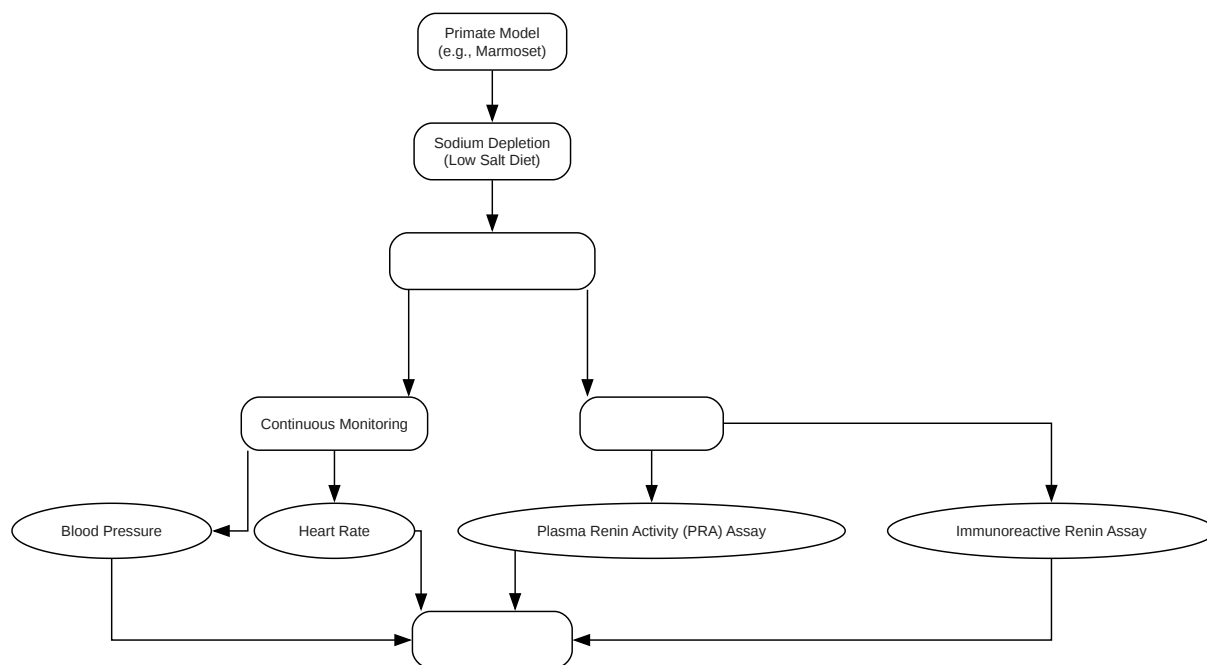 Primate Model
(e.g., Marmoset)
Sodium Depletion
(Low Salt Diet)
Continuous Monitoring
Blood Pressure
Heart Rate
Plasma Renin Activity (PRA) Assay
Immunoreactive Renin Assay